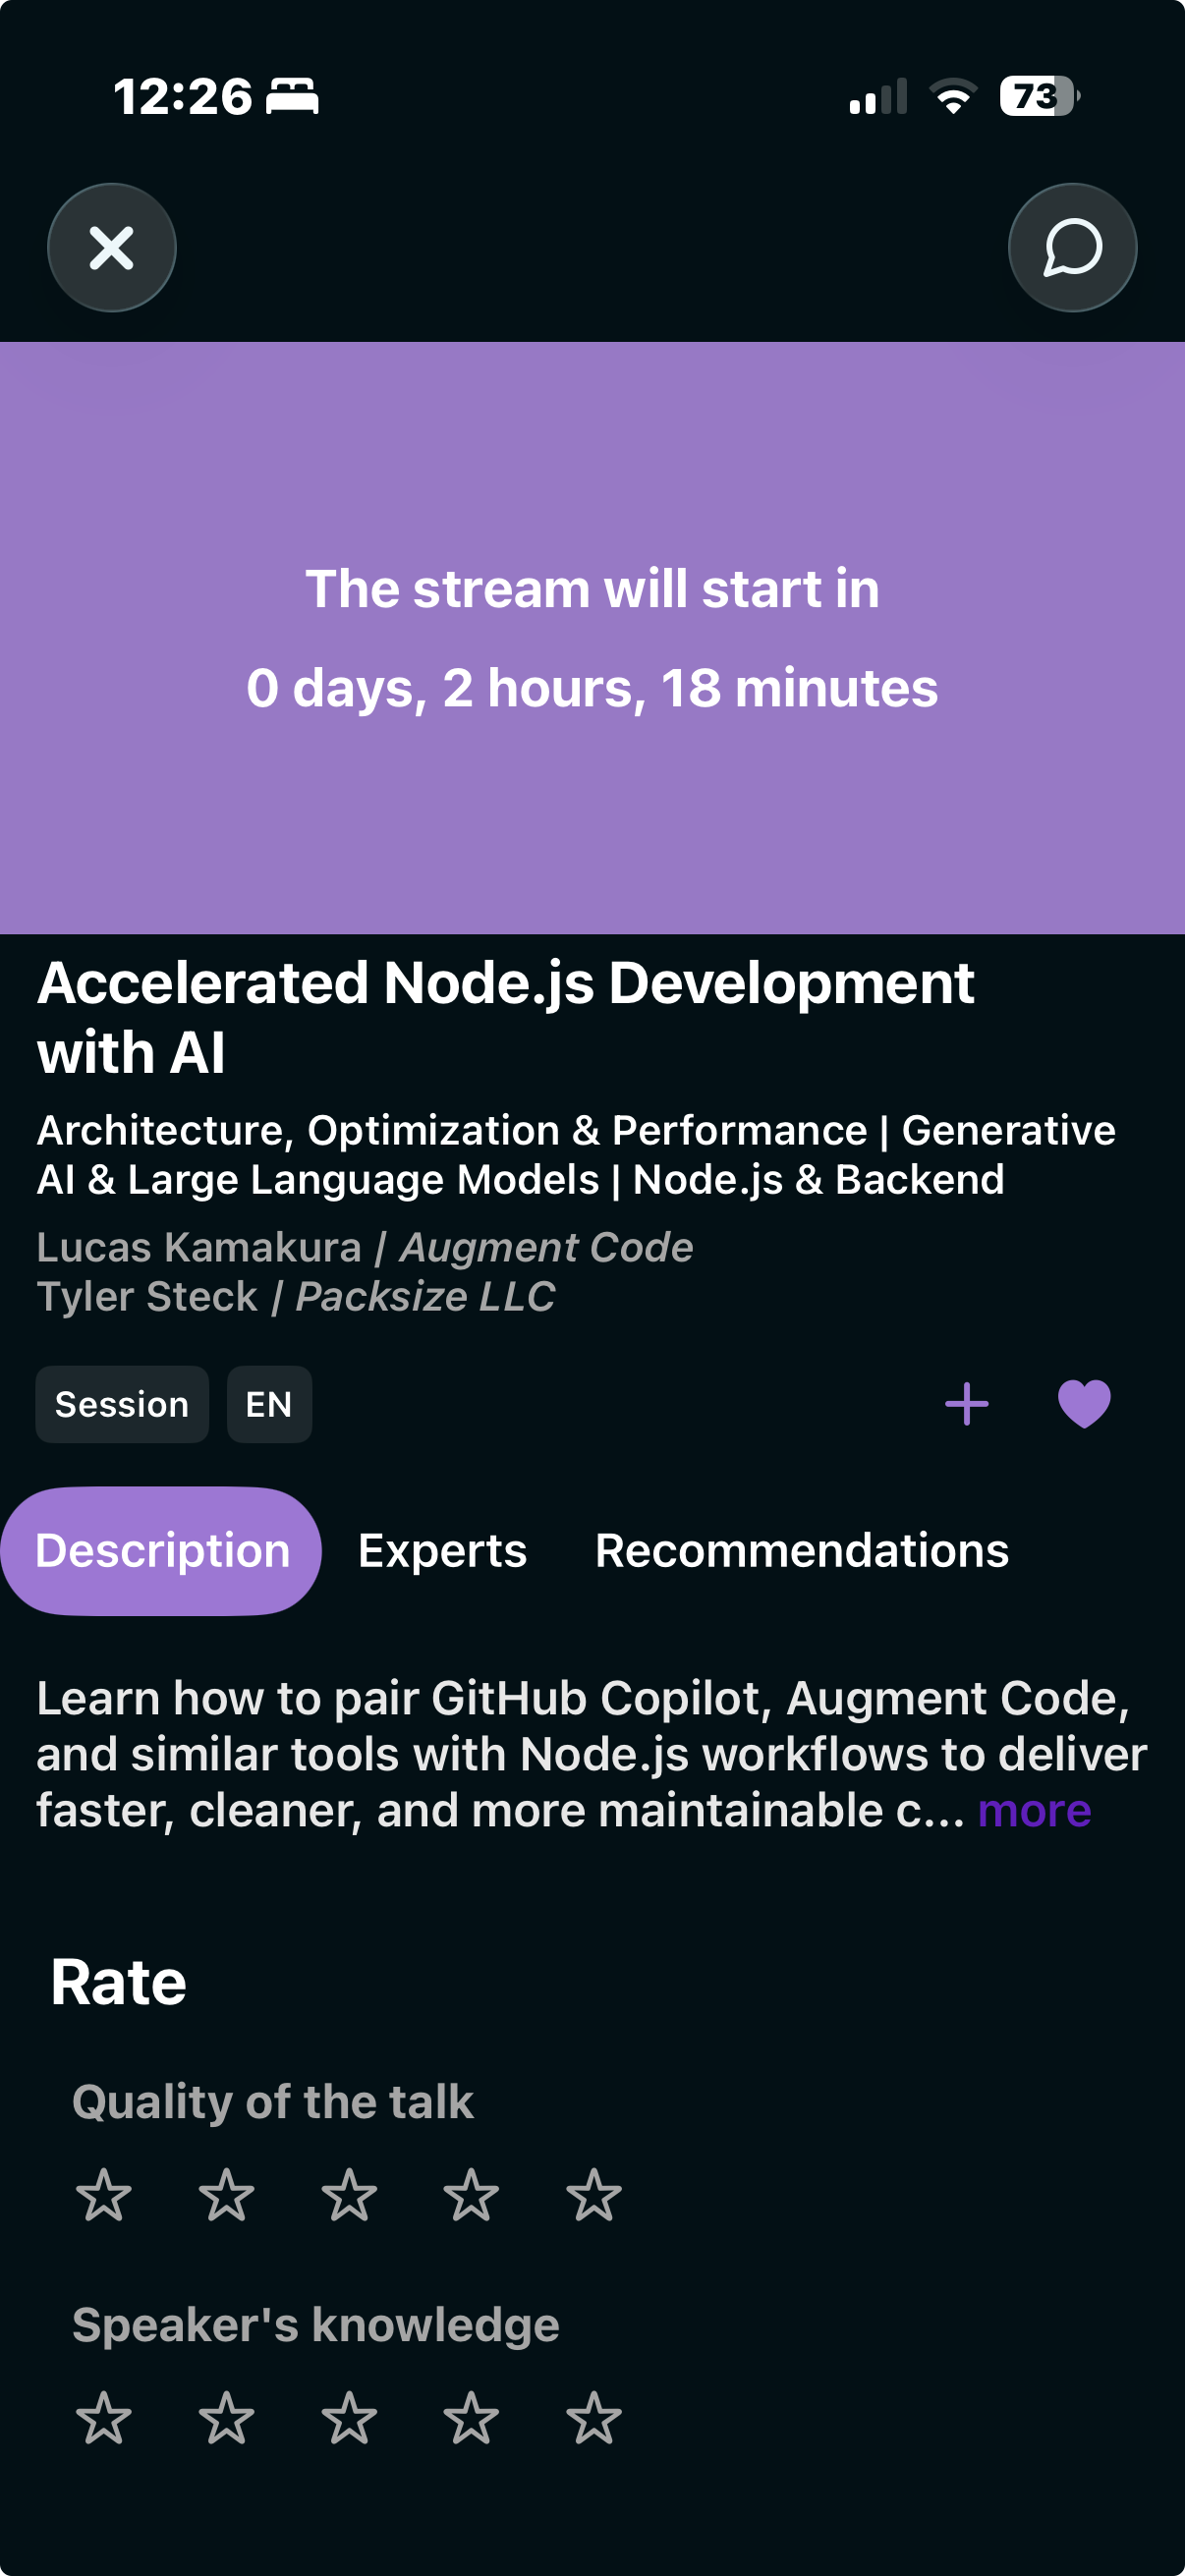 12:26
73
The stream will start in
0 days, 2 hours, 18 minutes
Accelerated Node.js Development
with AI
Architecture, Optimization & Performance | Generative
AI & Large Language Models | Node.js & Backend
Lucas Kamakura / Augment Code
Tyler Steck / Packsize LLC
Session EN
Description Experts Recommendations
Learn how to pair GitHub Copilot, Augment Code,
and similar tools with Node.js workflows to deliver
faster, cleaner, and more maintainable c... more
Rate
Quality of the talk
Speaker's knowledge